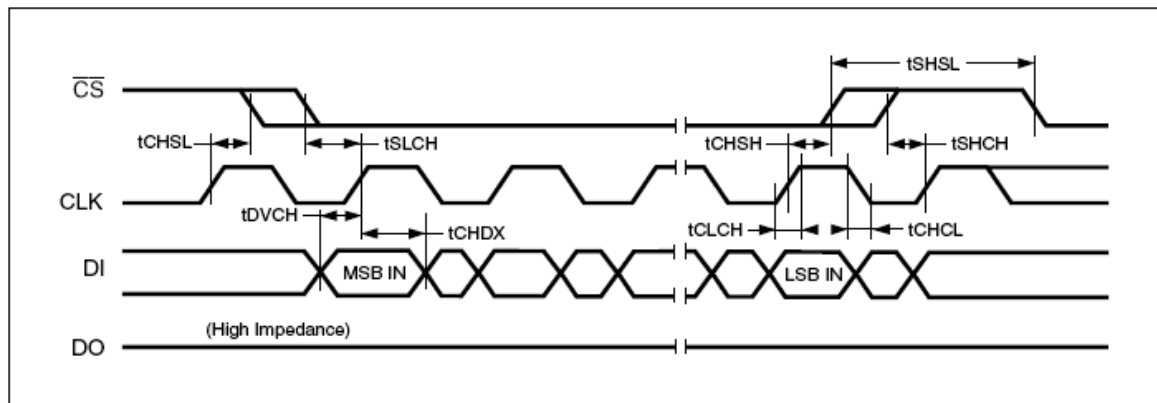 tSHSL
CS
tCHSL
tSLCH
tCHSH
tSHCH
CLK
tDVCH
tCHDX
tCLCH
tCHCL
DI
MSB IN
LSB IN
(High Impedance)
DO